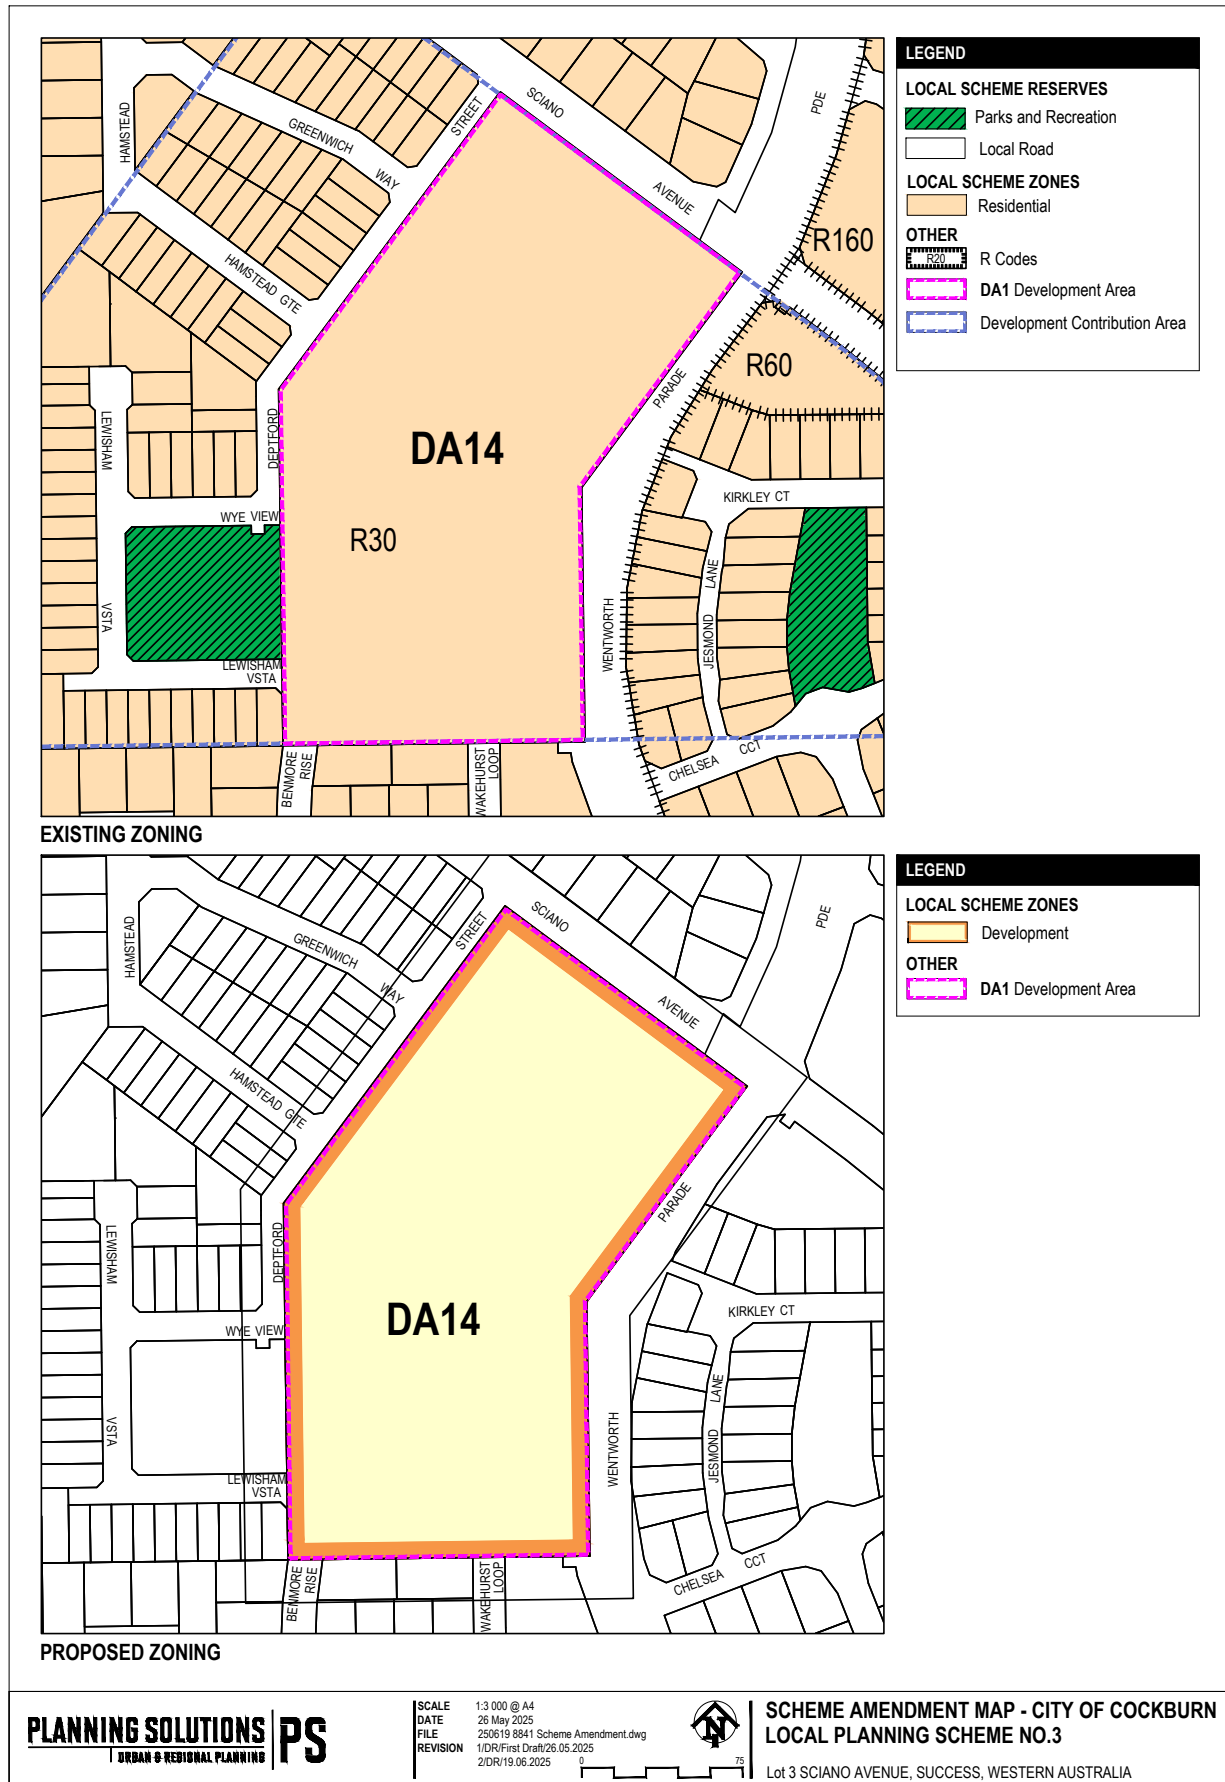 HAMSTEAD
GREENWICH
WAY
STREET
SCIANO
AVENUE
PDE
R160
HAMSTEAD GTE
R60
PARADE
DA14
LEWISHAM
DEPTFORD
KIRKLEY CT
WYE VIEW
R30
LANE
JESMOND
VSTA
WENTWORTH
LEWISHAM
VSTA
BENMORE
RISE
WAKEHURST
LOOP
CHELSEA
CCT
EXISTING ZONING
LEGEND
LOCAL SCHEME RESERVES
Parks and Recreation
Local Road
LOCAL SCHEME ZONES
Residential
OTHER
R20
R Codes
DA1 Development Area
Development Contribution Area
HAMSTEAD
GREENWICH
WAY
STREET
SCIANO
AVENUE
PDE
HAMSTEAD GTE
PARADE
LEWISHAM
DEPTFORD
DA14
KIRKLEY CT
WYE VIEW
LANE
JESMOND
VSTA
WENTWORTH
LEWISHAM
VSTA
BENMORE
RISE
WAKEHURST
LOOP
CHELSEA
CCT
PROPOSED ZONING
LEGEND
LOCAL SCHEME ZONES
Development
OTHER
DA1 Development Area
PLANNING SOLUTIONS
URBAN & REGIONAL PLANNING
PS
SCALE 1:3 000 @ A4
DATE 26 May 2025
FILE 250619 8841 Scheme Amendment.dwg
REVISION 1/DR/First Draft/26.05.2025
2/DR/19.06.2025
0 75
N
SCHEME AMENDMENT MAP - CITY OF COCKBURN
LOCAL PLANNING SCHEME NO.3
Lot 3 SCIANO AVENUE, SUCCESS, WESTERN AUSTRALIA